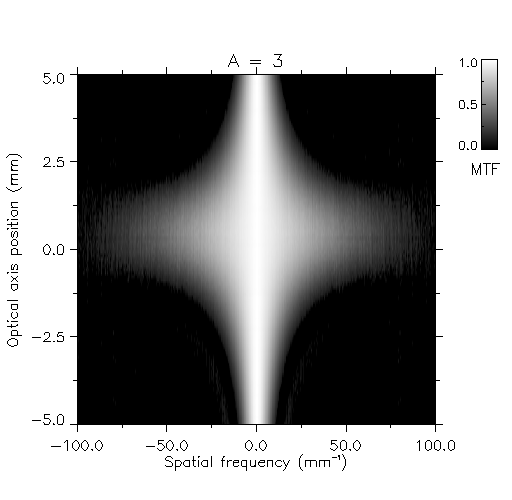 A = 3
1.0
0.5
0.0
MTF
5.0
2.5
0.0
−2.5
−5.0
Optical axis position (mm)
−100.0 −50.0 0.0 50.0 100.0
Spatial frequency (mm⁻¹)